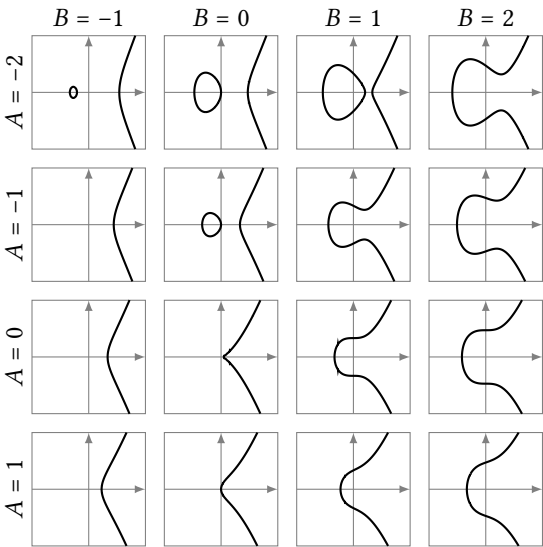 B = −1 B = 0 B = 1 B = 2
A = −2
A = −1
A = 0
A = 1